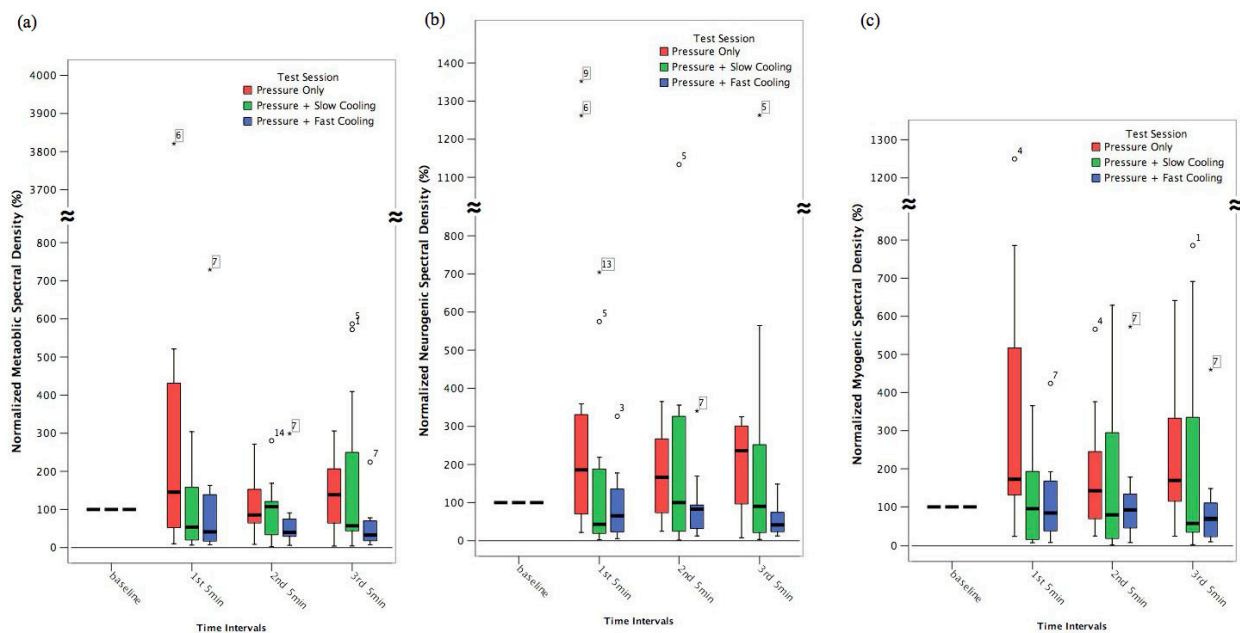 (a)
Test Session
Pressure Only
Pressure + Slow Cooling
Pressure + Fast Cooling
Normalized Metaoblic Spectral Density (%)
4000
3900
3800
3700
≈ ≈
800
700
600
500
400
300
200
100
0
6
7
14
7
5
1
7
baseline
1st 5min
2nd 5min
3rd 5min
Time Intervals
(b)
Test Session
Pressure Only
Pressure + Slow Cooling
Pressure + Fast Cooling
Normalized Neurogenic Spectral Density (%)
1400
1300
1200
1100
≈ ≈
800
700
600
500
400
300
200
100
0
9
6
13
5
3
5
7
5
baseline
1st 5min
2nd 5min
3rd 5min
Time Intervals
(c)
Test Session
Pressure Only
Pressure + Slow Cooling
Pressure + Fast Cooling
Normalized Myogenic Spectral Density (%)
1300
1200
≈ ≈
800
700
600
500
400
300
200
100
0
4
7
4
7
1
7
baseline
1st 5min
2nd 5min
3rd 5min
Time Intervals